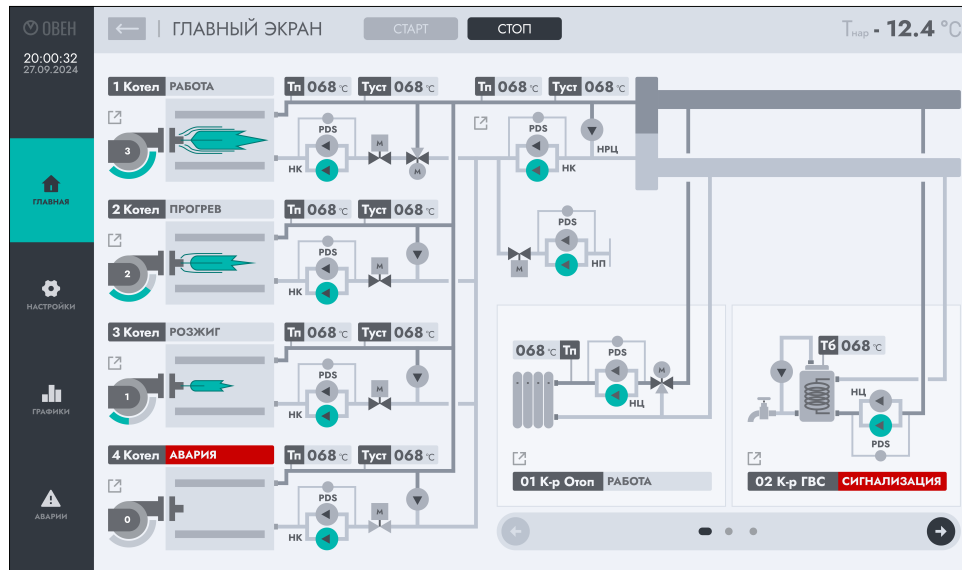 ОВЕН
ГЛАВНЫЙ ЭКРАН
СТАРТ
СТОП
Тнар - 12.4 °C
20:00:32
27.09.2024
ГЛАВНАЯ
НАСТРОЙКИ
ГРАФИКИ
АВАРИИ
1 Котел РАБОТА
Тп 068 °C Туст 068 °C
3
PDS
НК
M
M
Тп 068 °C Туст 068 °C
PDS
НРЦ
НК
2 Котел ПРОГРЕВ
Тп 068 °C Туст 068 °C
2
PDS
НК
M
PDS
M
НП
3 Котел РОЗЖИГ
Тп 068 °C Туст 068 °C
1
PDS
НК
M
4 Котел АВАРИЯ
Тп 068 °C Туст 068 °C
0
PDS
НК
M
068 °C Тп
PDS
M
НЦ
01 К-р Отоп РАБОТА
Тб 068 °C
НЦ
PDS
02 К-р ГВС СИГНАЛИЗАЦИЯ